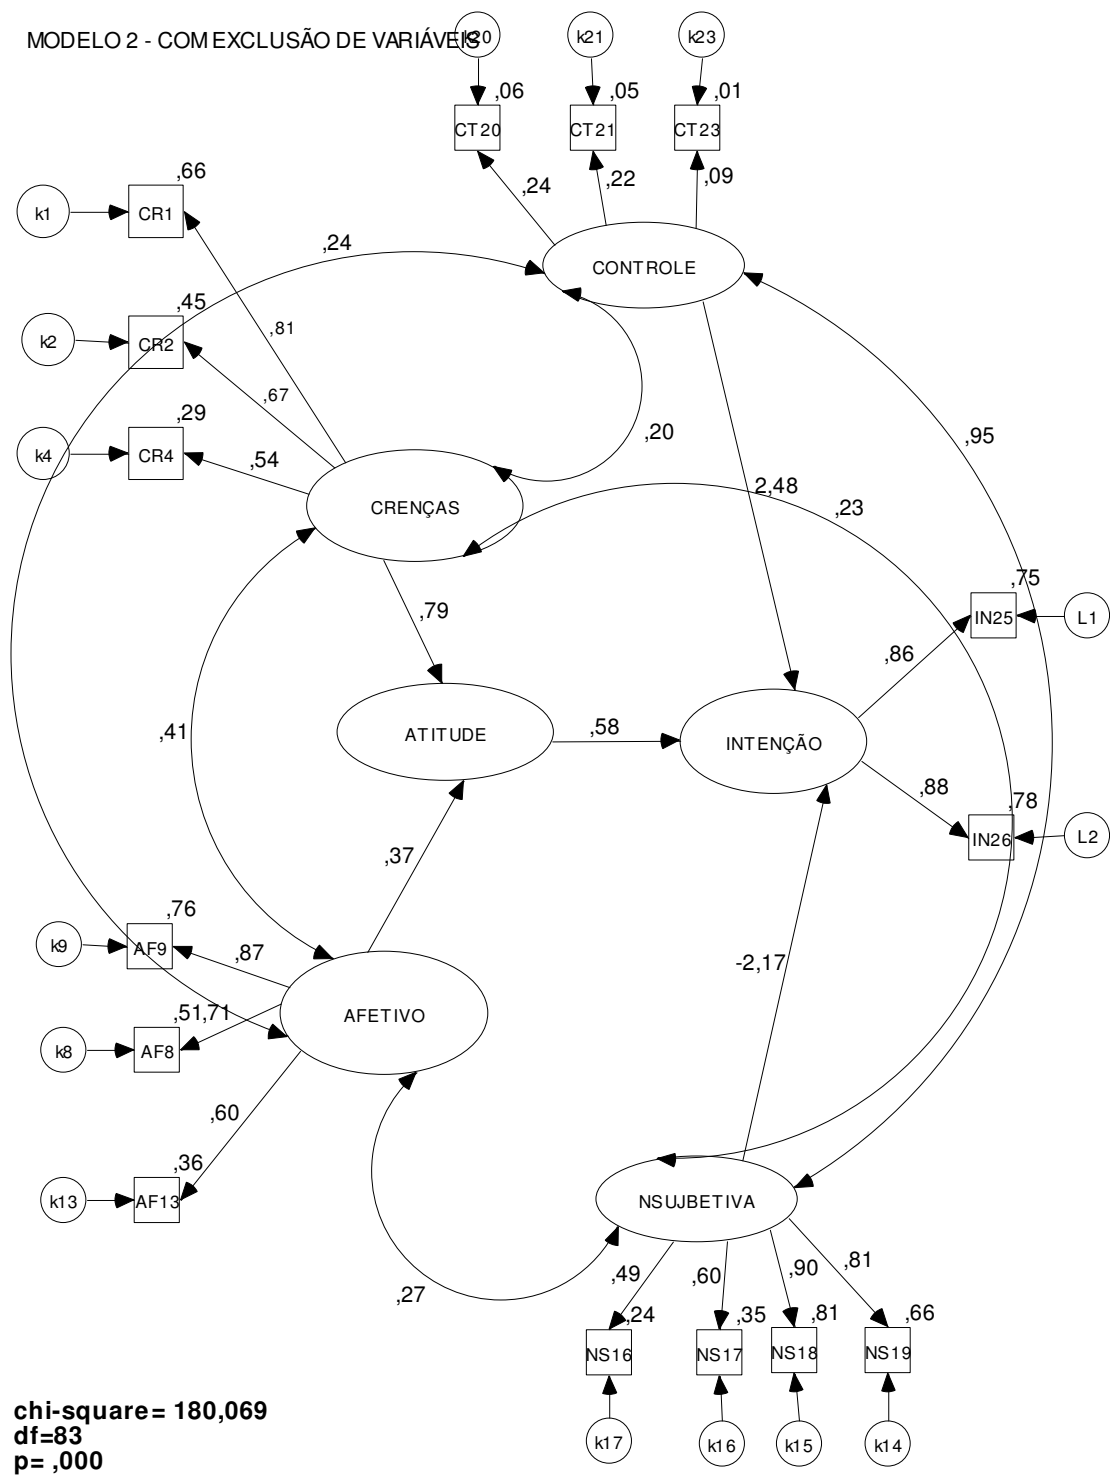 MODELO 2 - COM EXCLUSÃO DE VARIÁVEIS
k20
k21
k23
,06
,05
,01
CT20
CT21
CT23
,24
,22
,09
,66
k1
CR1
,24
CONTROLE
,45
,81
k2
CR2
,67
,29
,20
,95
k4
CR4
,54
2,48
,23
CRENÇAS
,75
,79
IN25
L1
,86
,41
ATITUDE
,58
INTENÇÃO
,88
,78
IN26
L2
,37
,76
k9
AF9
,87
-2,17
,51,71
AFETIVO
k8
AF8
,60
,36
k13
AF13
NSUJBETIVA
,27
,49
,60
,90
,81
,24
,35
,81
,66
NS16
NS17
NS18
NS19
k17
k16
k15
k14
chi-square= 180,069
df=83
p= ,000